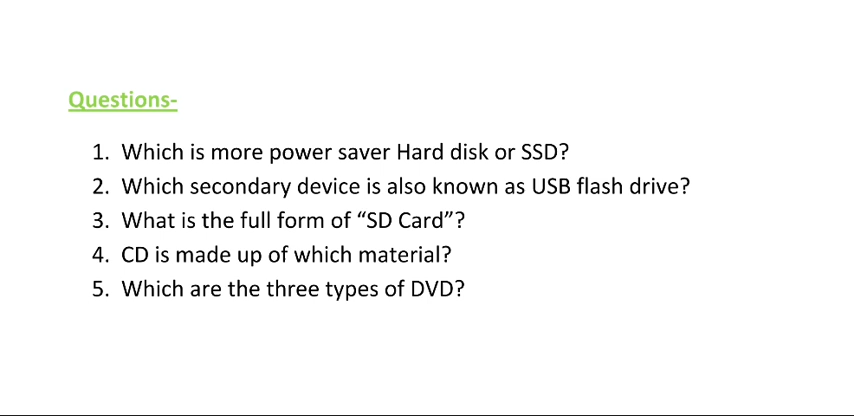 Questions-
1. Which is more power saver Hard disk or SSD?
2. Which secondary device is also known as USB flash drive?
3. What is the full form of “SD Card”?
4. CD is made up of which material?
5. Which are the three types of DVD?